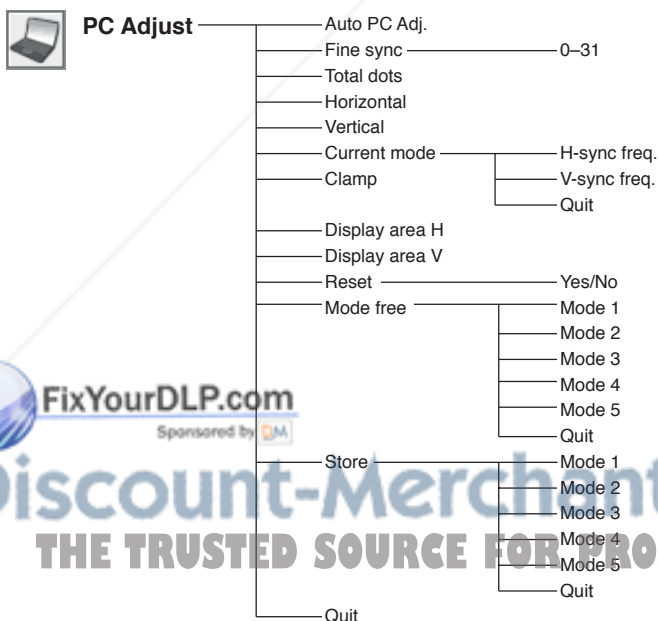 PC Adjust
Auto PC Adj.
Fine sync
0–31
Total dots
Horizontal
Vertical
Current mode
H-sync freq.
Clamp
V-sync freq.
Quit
Display area H
Display area V
Reset
Yes/No
Mode free
Mode 1
Mode 2
Mode 3
Mode 4
Mode 5
Quit
FixYourDLP.com
Sponsored by DM
Store
Mode 1
Mode 2
Mode 3
Mode 4
Mode 5
Quit
Discount-Merchant
THE TRUSTED SOURCE FOR PRO
Quit